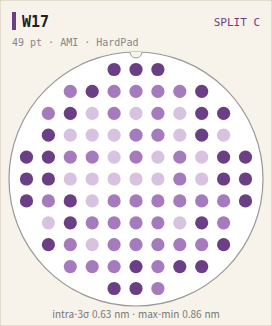 W17
SPLIT C
49 pt · AMI · HardPad
intra-3σ 0.63 nm · max-min 0.86 nm